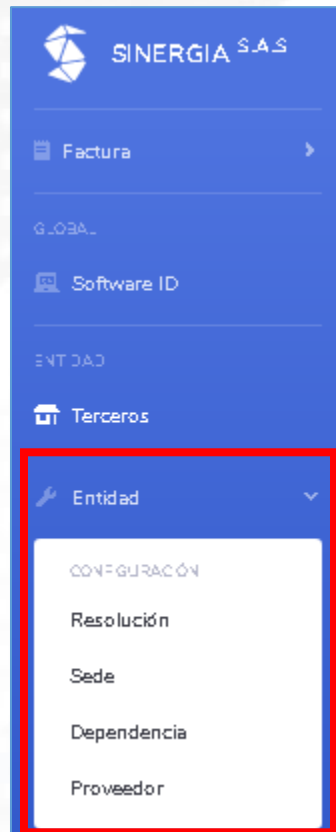 SINERGIA S.A.S
Factura
GLOBAL
Software ID
ENTIDAD
Terceros
Entidad
CONFIGURACIÓN
Resolución
Sede
Dependencia
Proveedor